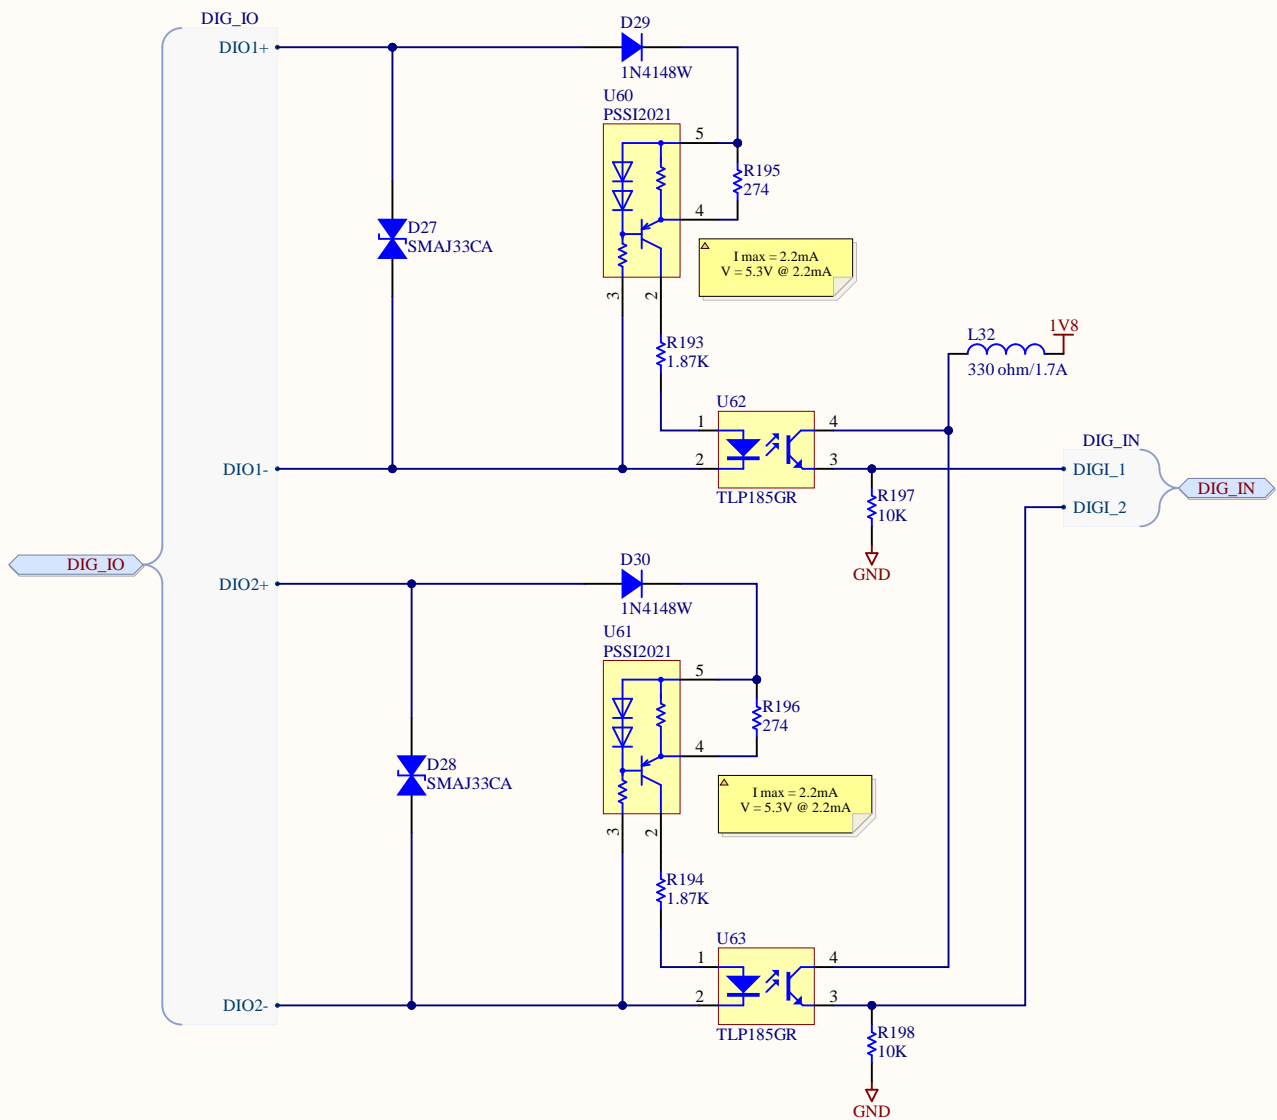 DIG_IO
DIO1+
D29
1N4148W
U60
PSSI2021
5
R195
274
4
D27
SMAJ33CA
I max = 2.2mA
V = 5.3V @ 2.2mA
3
2
R193
1.87K
L32
1V8
330 ohm/1.7A
U62
1
4
DIO1-
2
3
TLP185GR
DIG_IN
DIGI_1
DIGI_2
DIG_IN
R197
10K
GND
DIG_IO
DIO2+
D30
1N4148W
U61
PSSI2021
5
R196
274
4
D28
SMAJ33CA
I max = 2.2mA
V = 5.3V @ 2.2mA
3
2
R194
1.87K
U63
1
4
DIO2-
2
3
TLP185GR
R198
10K
GND